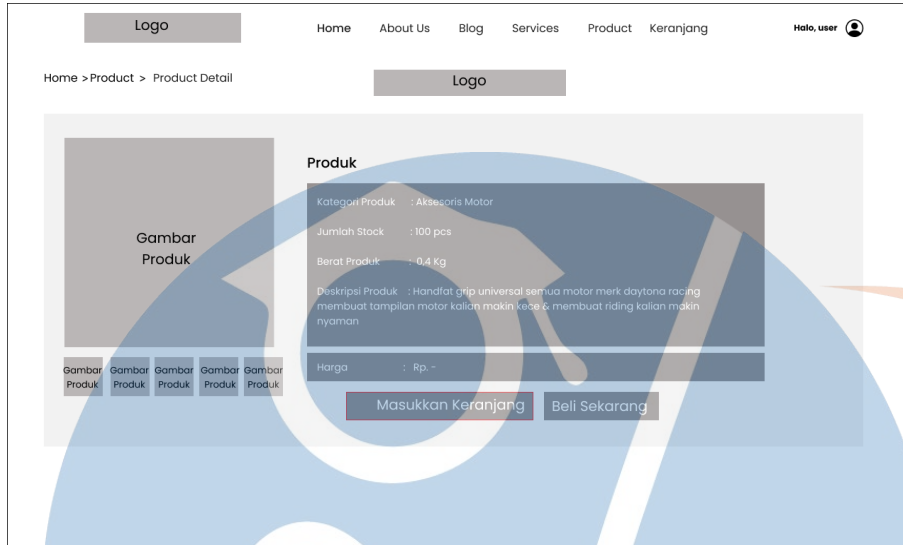 Logo
Home About Us Blog Services Product Keranjang
Halo, user
Home > Product > Product Detail
Logo
Gambar
Produk
Gambar Gambar Gambar Gambar Gambar
Produk Produk Produk Produk Produk
Produk
Kategori Produk : Aksesoris Motor
Jumlah Stock : 100 pcs
Berat Produk : 0,4 Kg
Deskripsi Produk : Handfat grip universal semua motor merk daytona racing
membuat tampilan motor kalian makin kece & membuat riding kalian makin
nyaman
Harga : Rp. -
Masukkan Keranjang Beli Sekarang